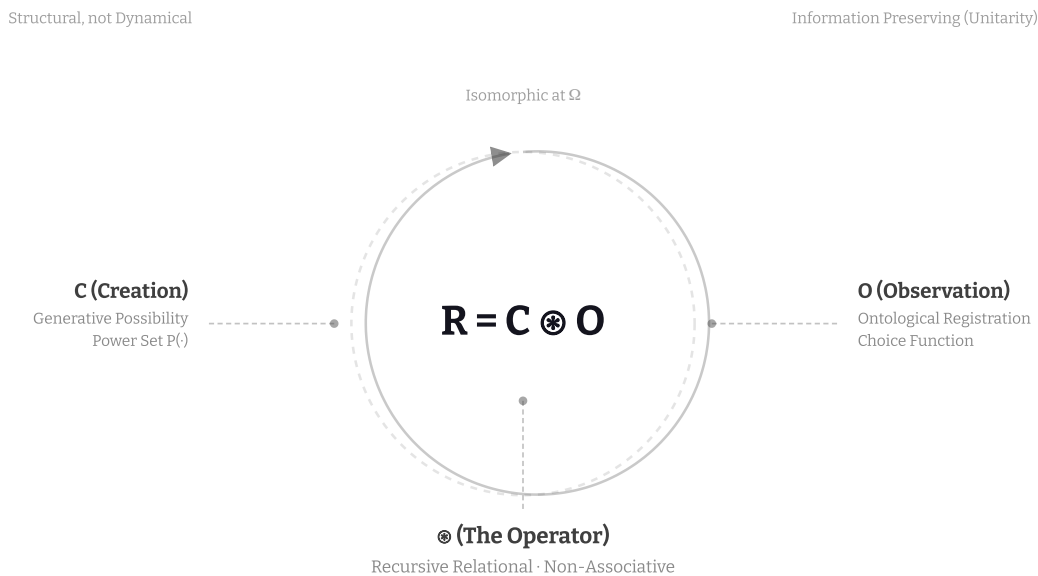 Structural, not Dynamical
Information Preserving (Unitarity)
Isomorphic at Ω
C (Creation)
Generative Possibility
Power Set P(·)
R = C ⊛ O
O (Observation)
Ontological Registration
Choice Function
⊛ (The Operator)
Recursive Relational · Non-Associative